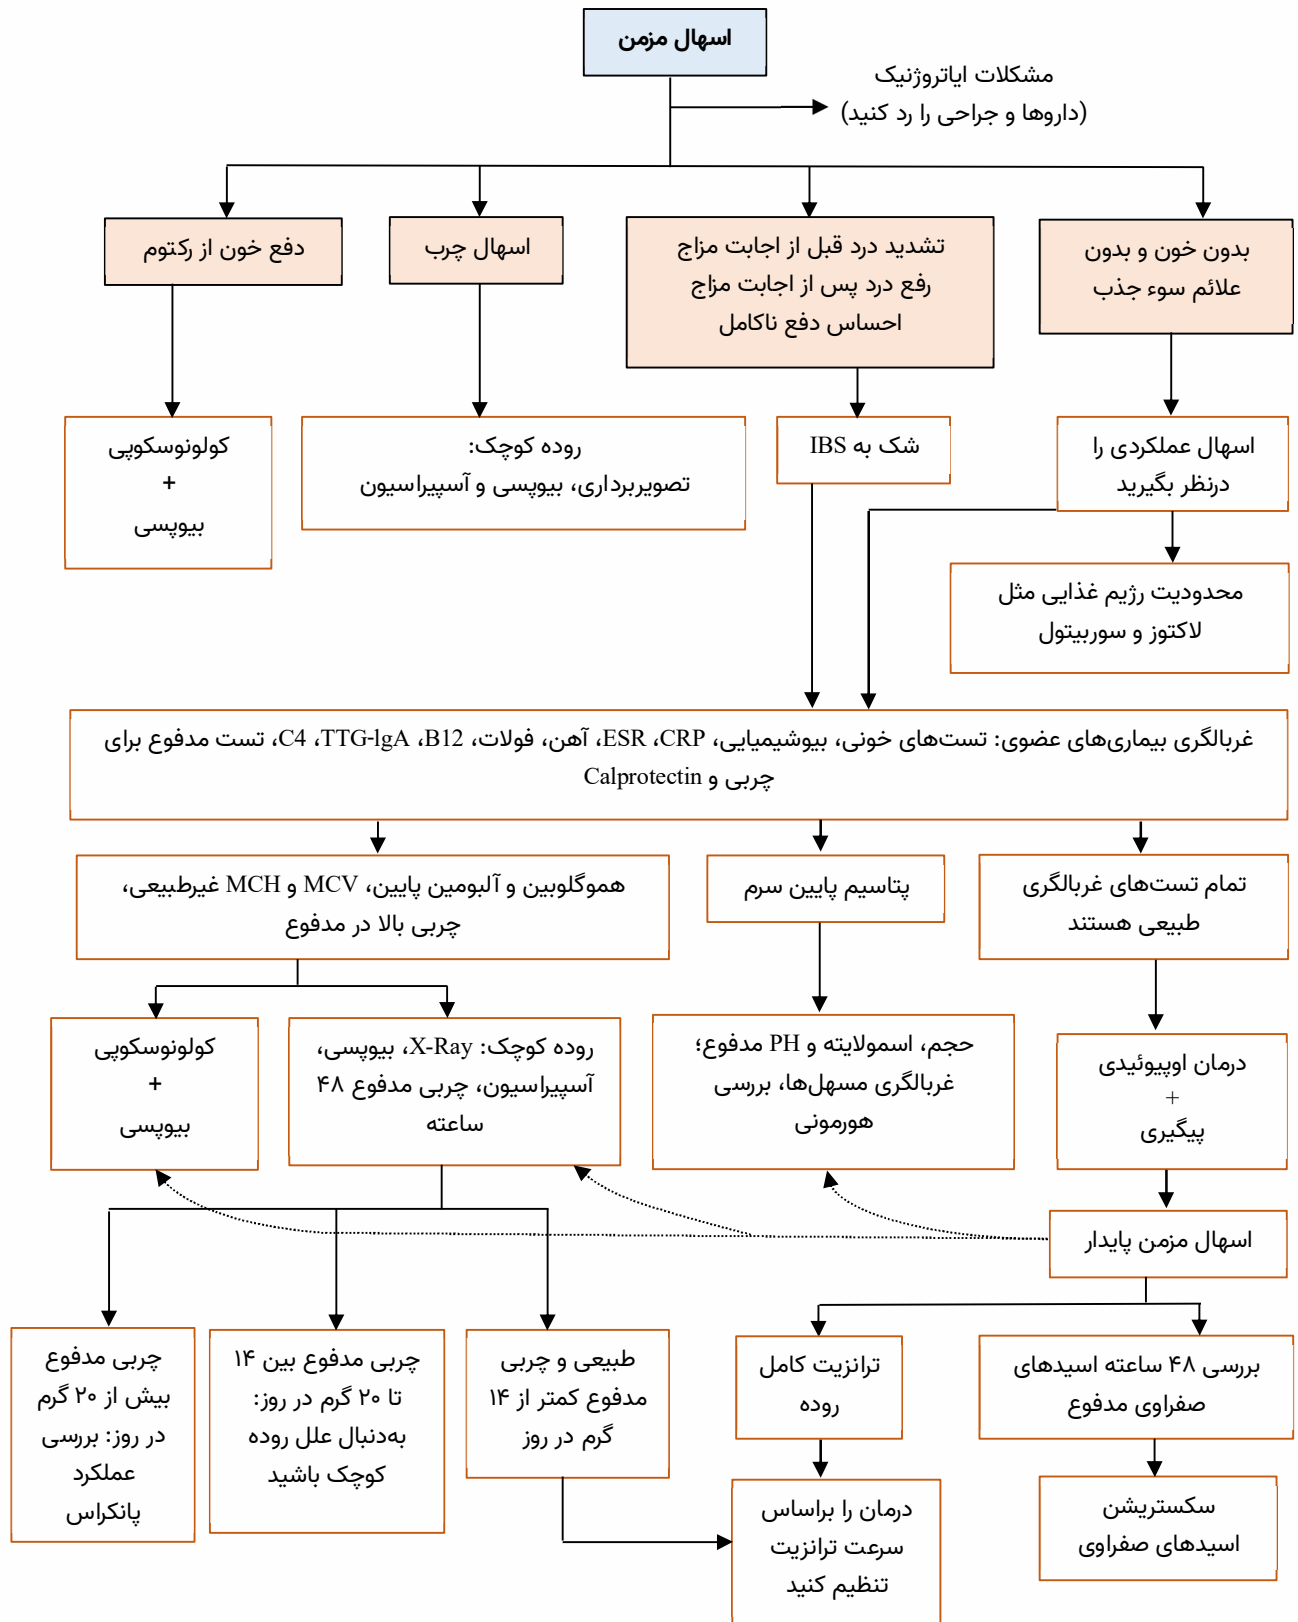 اسهال مزمن
مشکلات ایاتروژنیک
(داروها و جراحی را رد کنید)
بدون خون و بدون
علائم سوء جذب
تشدید درد قبل از اجابت مزاج
رفع درد پس از اجابت مزاج
احساس دفع ناکامل
اسهال چرب
دفع خون از رکتوم
اسهال عملکردی را
درنظر بگیرید
شک به IBS
روده کوچک:
تصویربرداری، بیوپسی و آسپیراسیون
کولونوسکوپی
+
بیوپسی
محدودیت رژیم غذایی مثل
لاکتوز و سوربیتول
غربالگری بیماری‌های عضوی: تست‌های خونی، بیوشیمیایی، ESR ،CRP، آهن، فولات، C4 ،TTG-lgA ،B12، تست مدفوع برای
چربی و Calprotectin
تمام تست‌های غربالگری
طبیعی هستند
پتاسیم پایین سرم
هموگلوبین و آلبومین پایین، MCV و MCH غیرطبیعی،
چربی بالا در مدفوع
درمان اوپیوئیدی
+
پیگیری
حجم، اسمولایته و PH مدفوع؛
غربالگری مسهل‌ها، بررسی
هورمونی
روده کوچک: X-Ray، بیوپسی،
آسپیراسیون، چربی مدفوع ۴۸
ساعته
کولونوسکوپی
+
بیوپسی
اسهال مزمن پایدار
بررسی ۴۸ ساعته اسیدهای
صفراوی مدفوع
ترانزیت کامل
روده
طبیعی و چربی
مدفوع کمتر از ۱۴
گرم در روز
چربی مدفوع بین ۱۴
تا ۲۰ گرم در روز:
به‌دنبال علل روده
کوچک باشید
چربی مدفوع
بیش از ۲۰ گرم
در روز: بررسی
عملکرد
پانکراس
سکستریشن
اسیدهای صفراوی
درمان را براساس
سرعت ترانزیت
تنظیم کنید